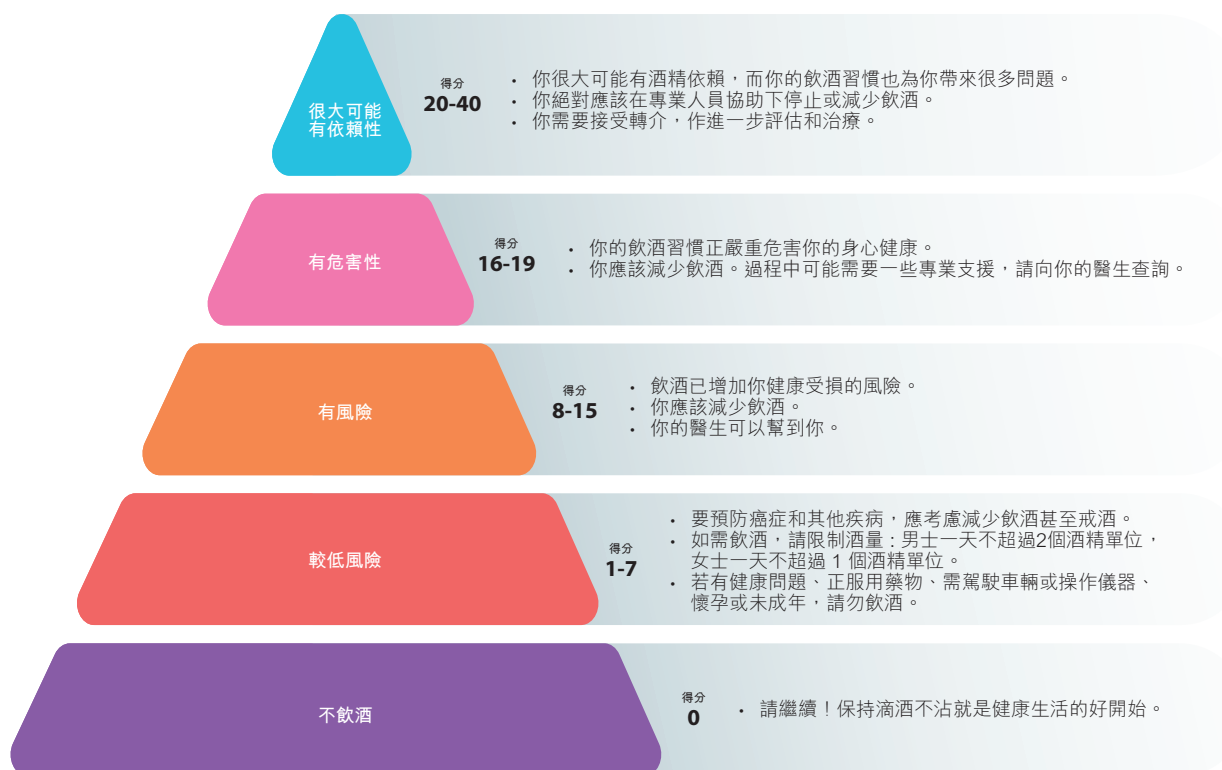 很大可能
有依賴性
得分
20-40
• 你很大可能有酒精依賴，而你的飲酒習慣也為你帶來很多問題。
• 你絕對應該在專業人員協助下停止或減少飲酒。
• 你需要接受轉介，作進一步評估和治療。
有危害性
得分
16-19
• 你的飲酒習慣正嚴重危害你的身心健康。
• 你應該減少飲酒。過程中可能需要一些專業支援，請向你的醫生查詢。
有風險
得分
8-15
• 飲酒已增加你健康受損的風險。
• 你應該減少飲酒。
• 你的醫生可以幫到你。
較低風險
得分
1-7
• 要預防癌症和其他疾病，應考慮減少飲酒甚至戒酒。
• 如需飲酒，請限制酒量：男士一天不超過2個酒精單位，
女士一天不超過 1 個酒精單位。
• 若有健康問題、正服用藥物、需駕駛車輛或操作儀器、
懷孕或未成年，請勿飲酒。
不飲酒
得分
0
• 請繼續！保持滴酒不沾就是健康生活的好開始。